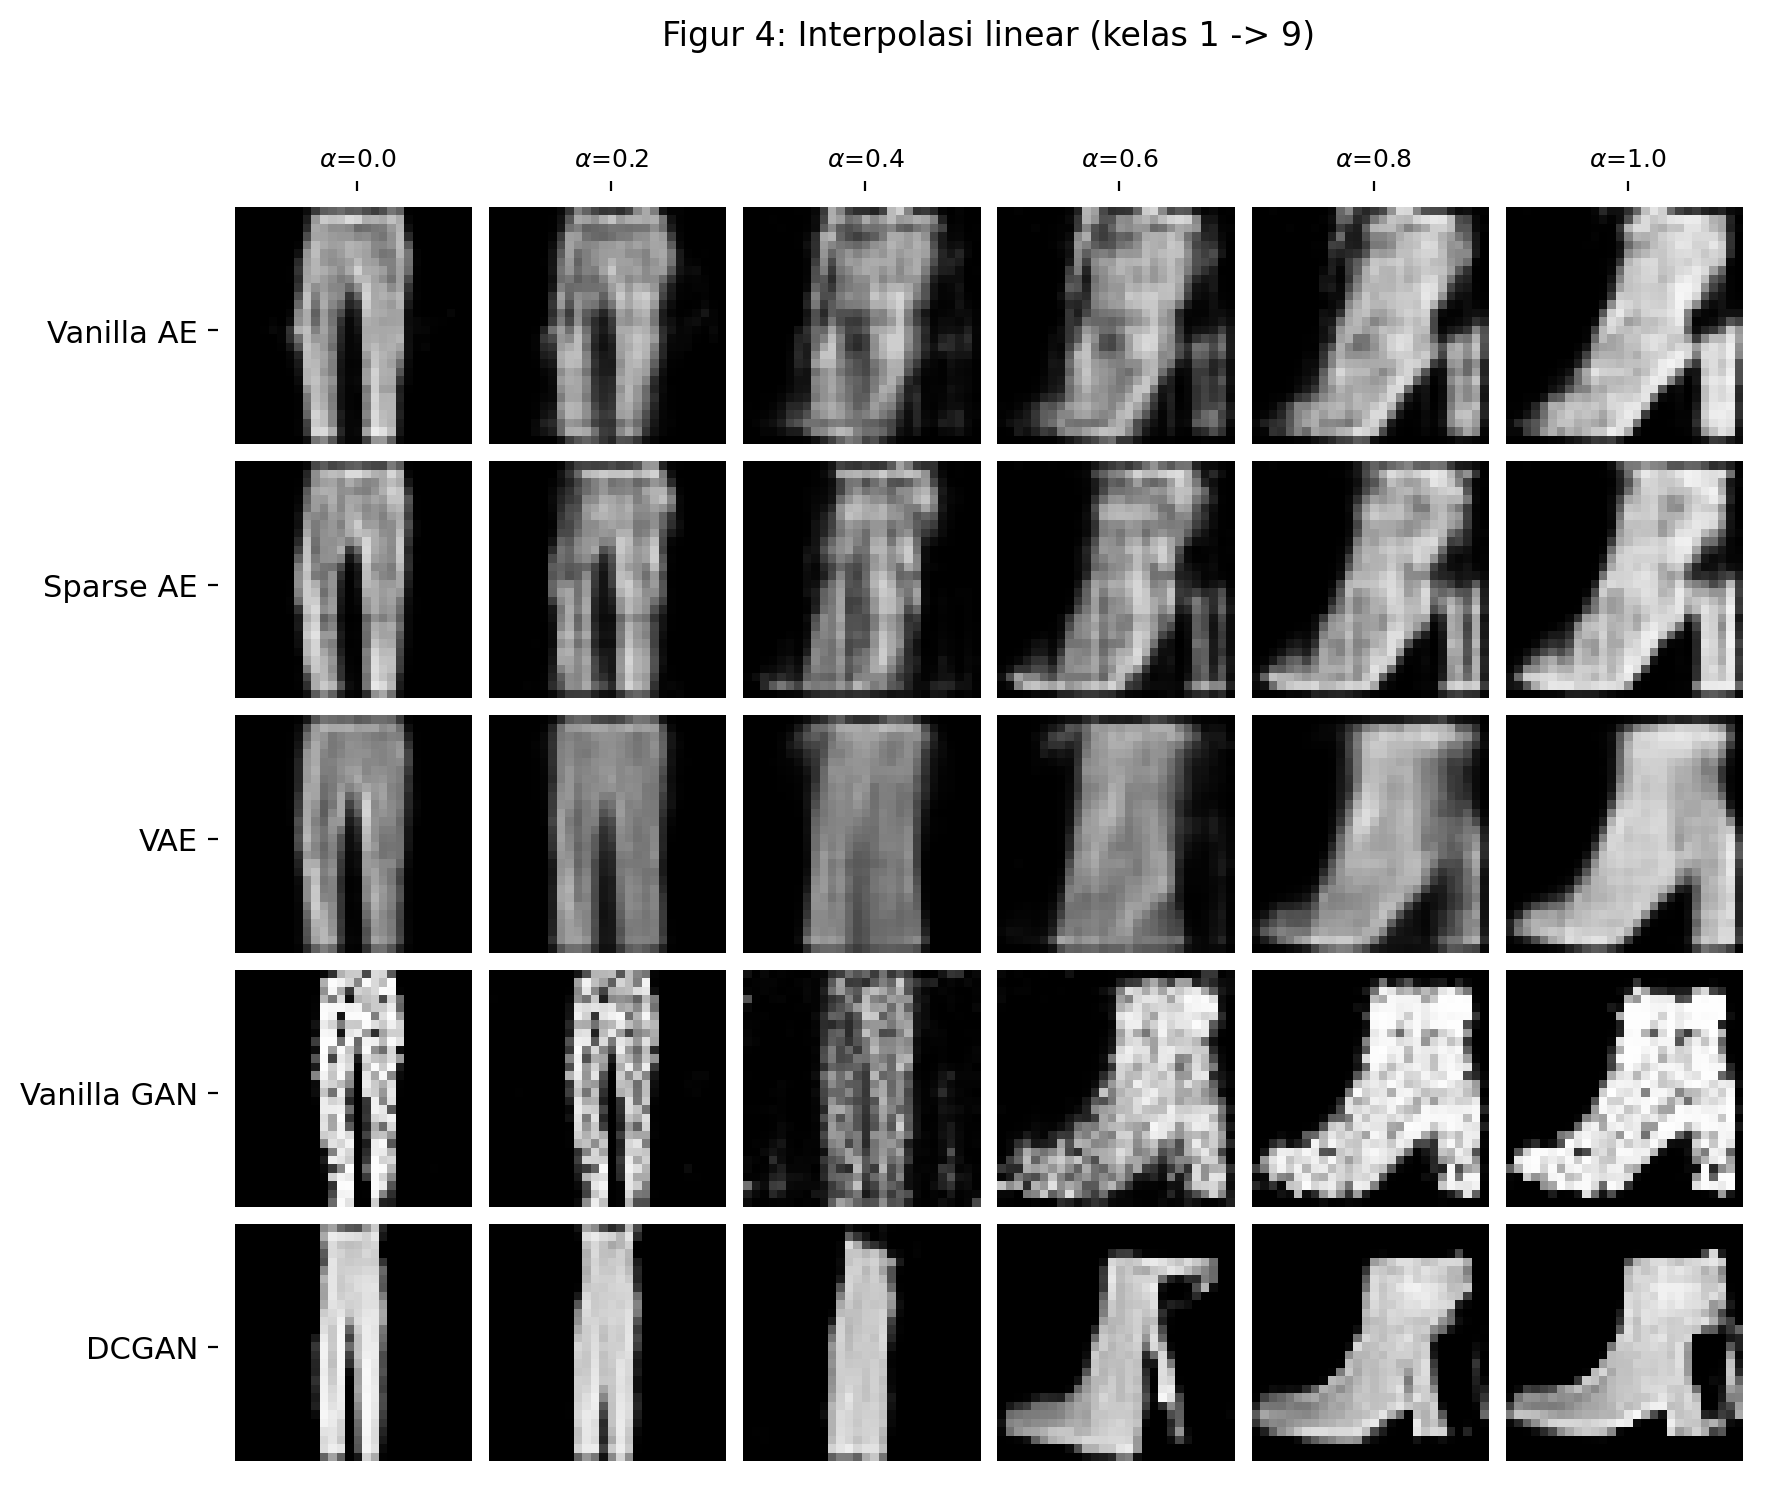 Figur 4: Interpolasi linear (kelas 1 -> 9)
α=0.0 α=0.2 α=0.4 α=0.6 α=0.8 α=1.0
Vanilla AE
Sparse AE
VAE
Vanilla GAN
DCGAN